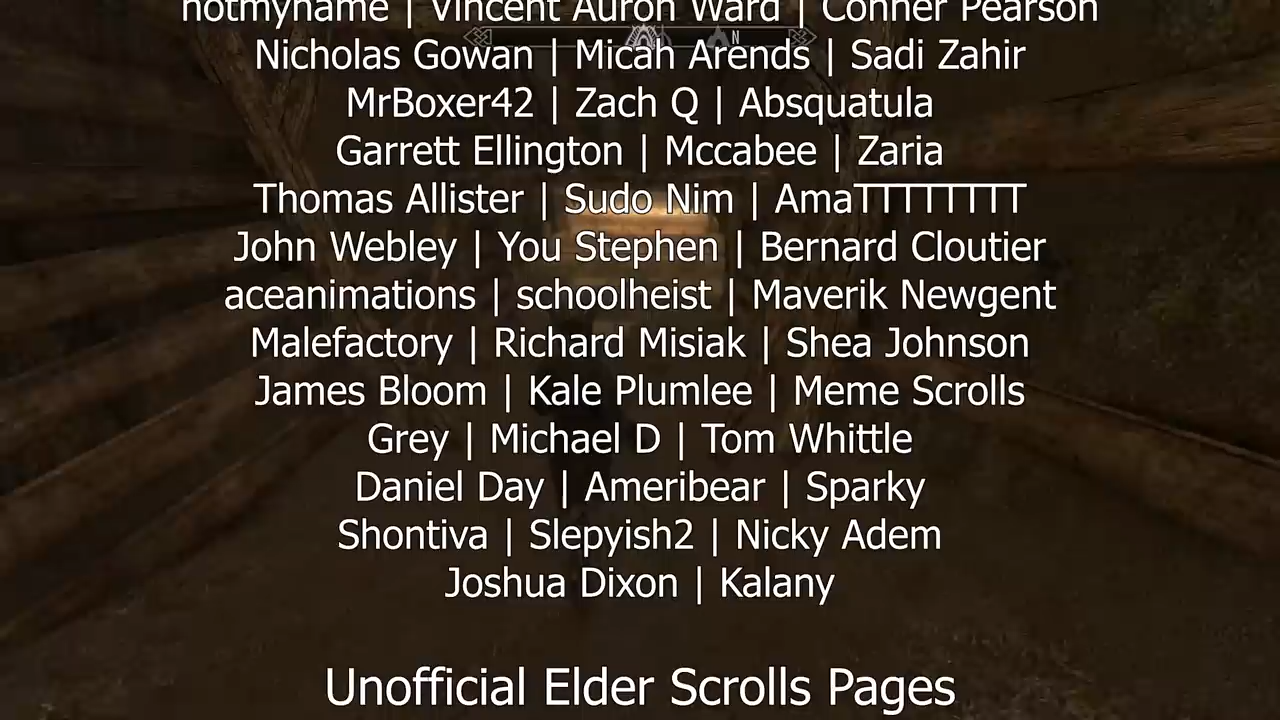 notmyname | Vincent Auron Ward | Conner Pearson
N
Nicholas Gowan | Micah Arends | Sadi Zahir
MrBoxer42 | Zach Q | Absquatula
Garrett Ellington | Mccabee | Zaria
Thomas Allister | Sudo Nim | AmaTTTTTTTT
John Webley | You Stephen | Bernard Cloutier
aceanimations | schoolheist | Maverik Newgent
Malefactory | Richard Misiak | Shea Johnson
James Bloom | Kale Plumlee | Meme Scrolls
Grey | Michael D | Tom Whittle
Daniel Day | Ameribear | Sparky
Shontiva | Slepyish2 | Nicky Adem
Joshua Dixon | Kalany
Unofficial Elder Scrolls Pages